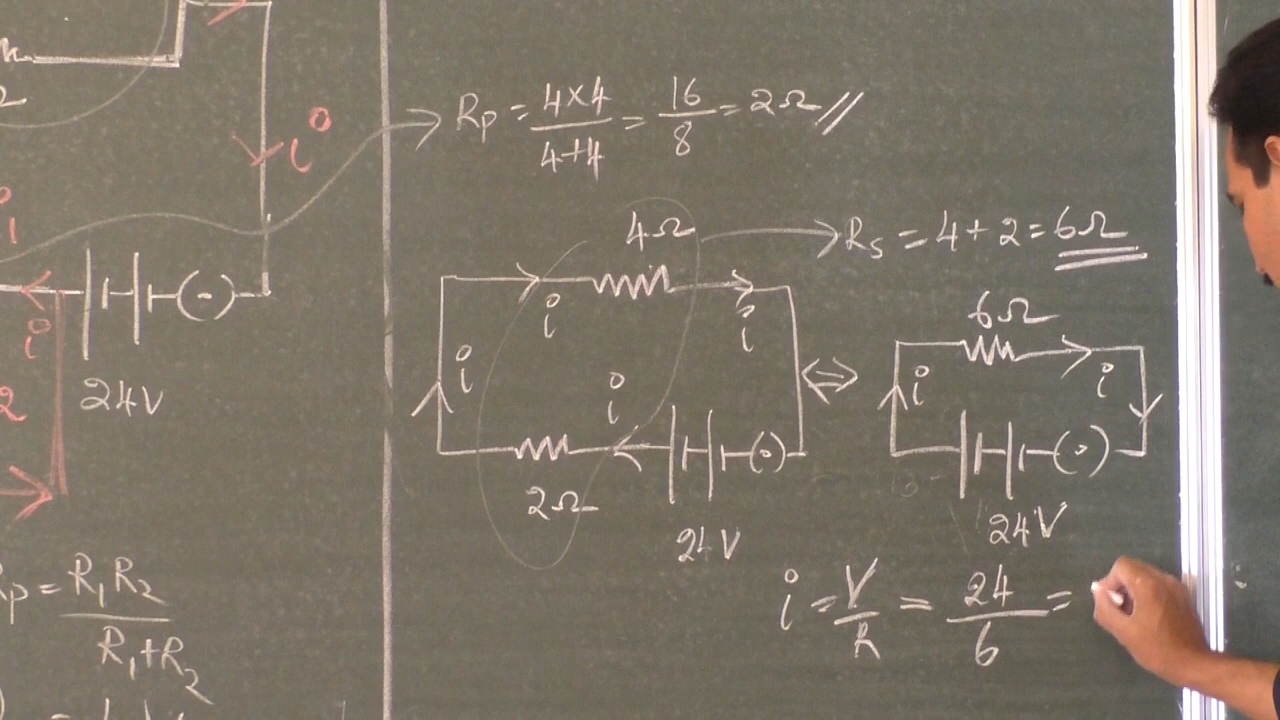 Rp = 4×4/4+4 = 16/8 = 2Ω //
i
4Ω
Rs = 4 + 2 = 6Ω
i
i
6Ω
i
i
i
i
i
i
24V
2
2Ω
24V
24V
Rp = R₁R₂/R₁+R₂
i = V/R = 24/6 =